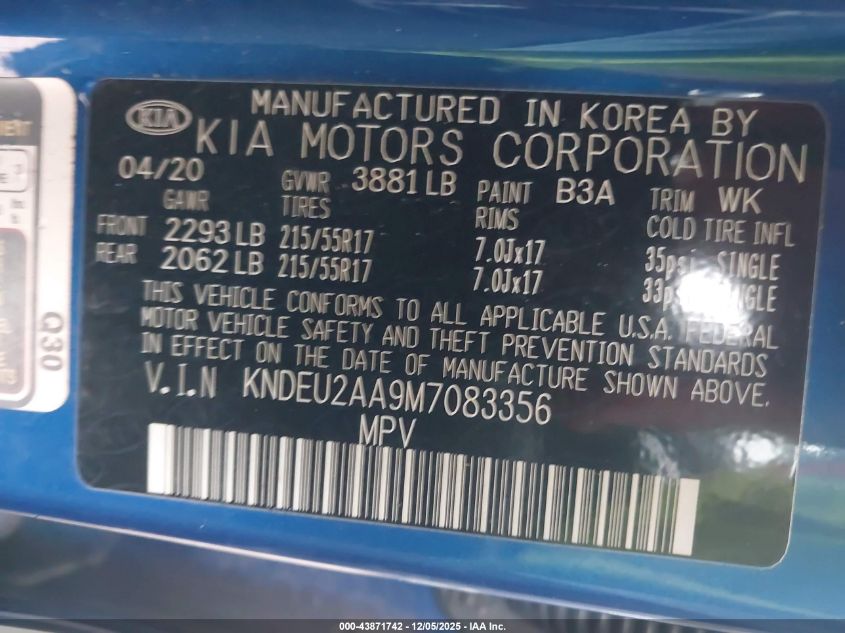 MANUFACTURED IN KOREA BY
KIA KIA MOTORS CORPORATION
04/20 GVWR 3881 LB PAINT B3A TRIM WK
GAWR TIRES RIMS COLD TIRE INFL
FRONT 2293 LB 215/55R17 7.0Jx17 35psi SINGLE
REAR 2062 LB 215/55R17 7.0Jx17 33psi SINGLE
THIS VEHICLE CONFORMS TO ALL APPLICABLE U.S.A. FEDERAL
MOTOR VEHICLE SAFETY AND THEFT PREVENTION STANDARDS
IN EFFECT ON THE DATE OF MANUFACTURE SHOWN ABOVE.
V.I.N KNDEU2AA9M7083356
MPV
Q30
000-43871742 - 12/05/2025 - IAA Inc.